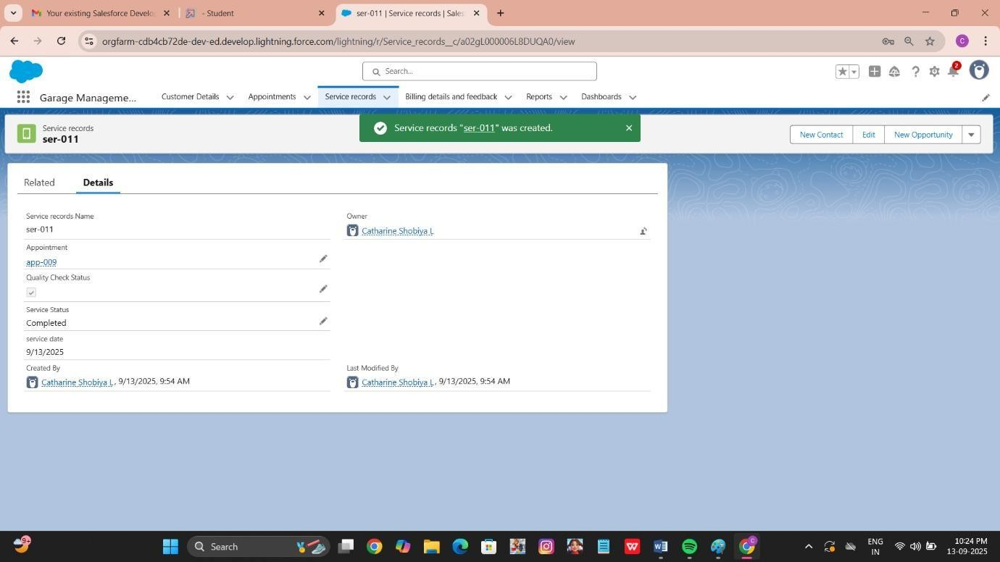 Your existing Salesforce Develo
- Student
ser-011 | Service records | Sales
orgfarm-cdb4cb72de-dev-ed.develop.lightning.force.com/lightning/r/Service_records__c/a02gL000006L8DUQA0/view
C
Search...
2
Garage Manageme...
Customer Details
Appointments
Service records
Billing details and feedback
Reports
Dashboards
Service records
ser-011
Service records "ser-011" was created.
New Contact
Edit
New Opportunity
Related
Details
Service records Name
ser-011
Owner
Catharine Shobiya L
Appointment
app-009
Quality Check Status
Service Status
Completed
service date
9/13/2025
Created By
Catharine Shobiya L, 9/13/2025, 9:54 AM
Last Modified By
Catharine Shobiya L, 9/13/2025, 9:54 AM
9+
Search
W
W
C
ENG
IN
10:24 PM
13-09-2025